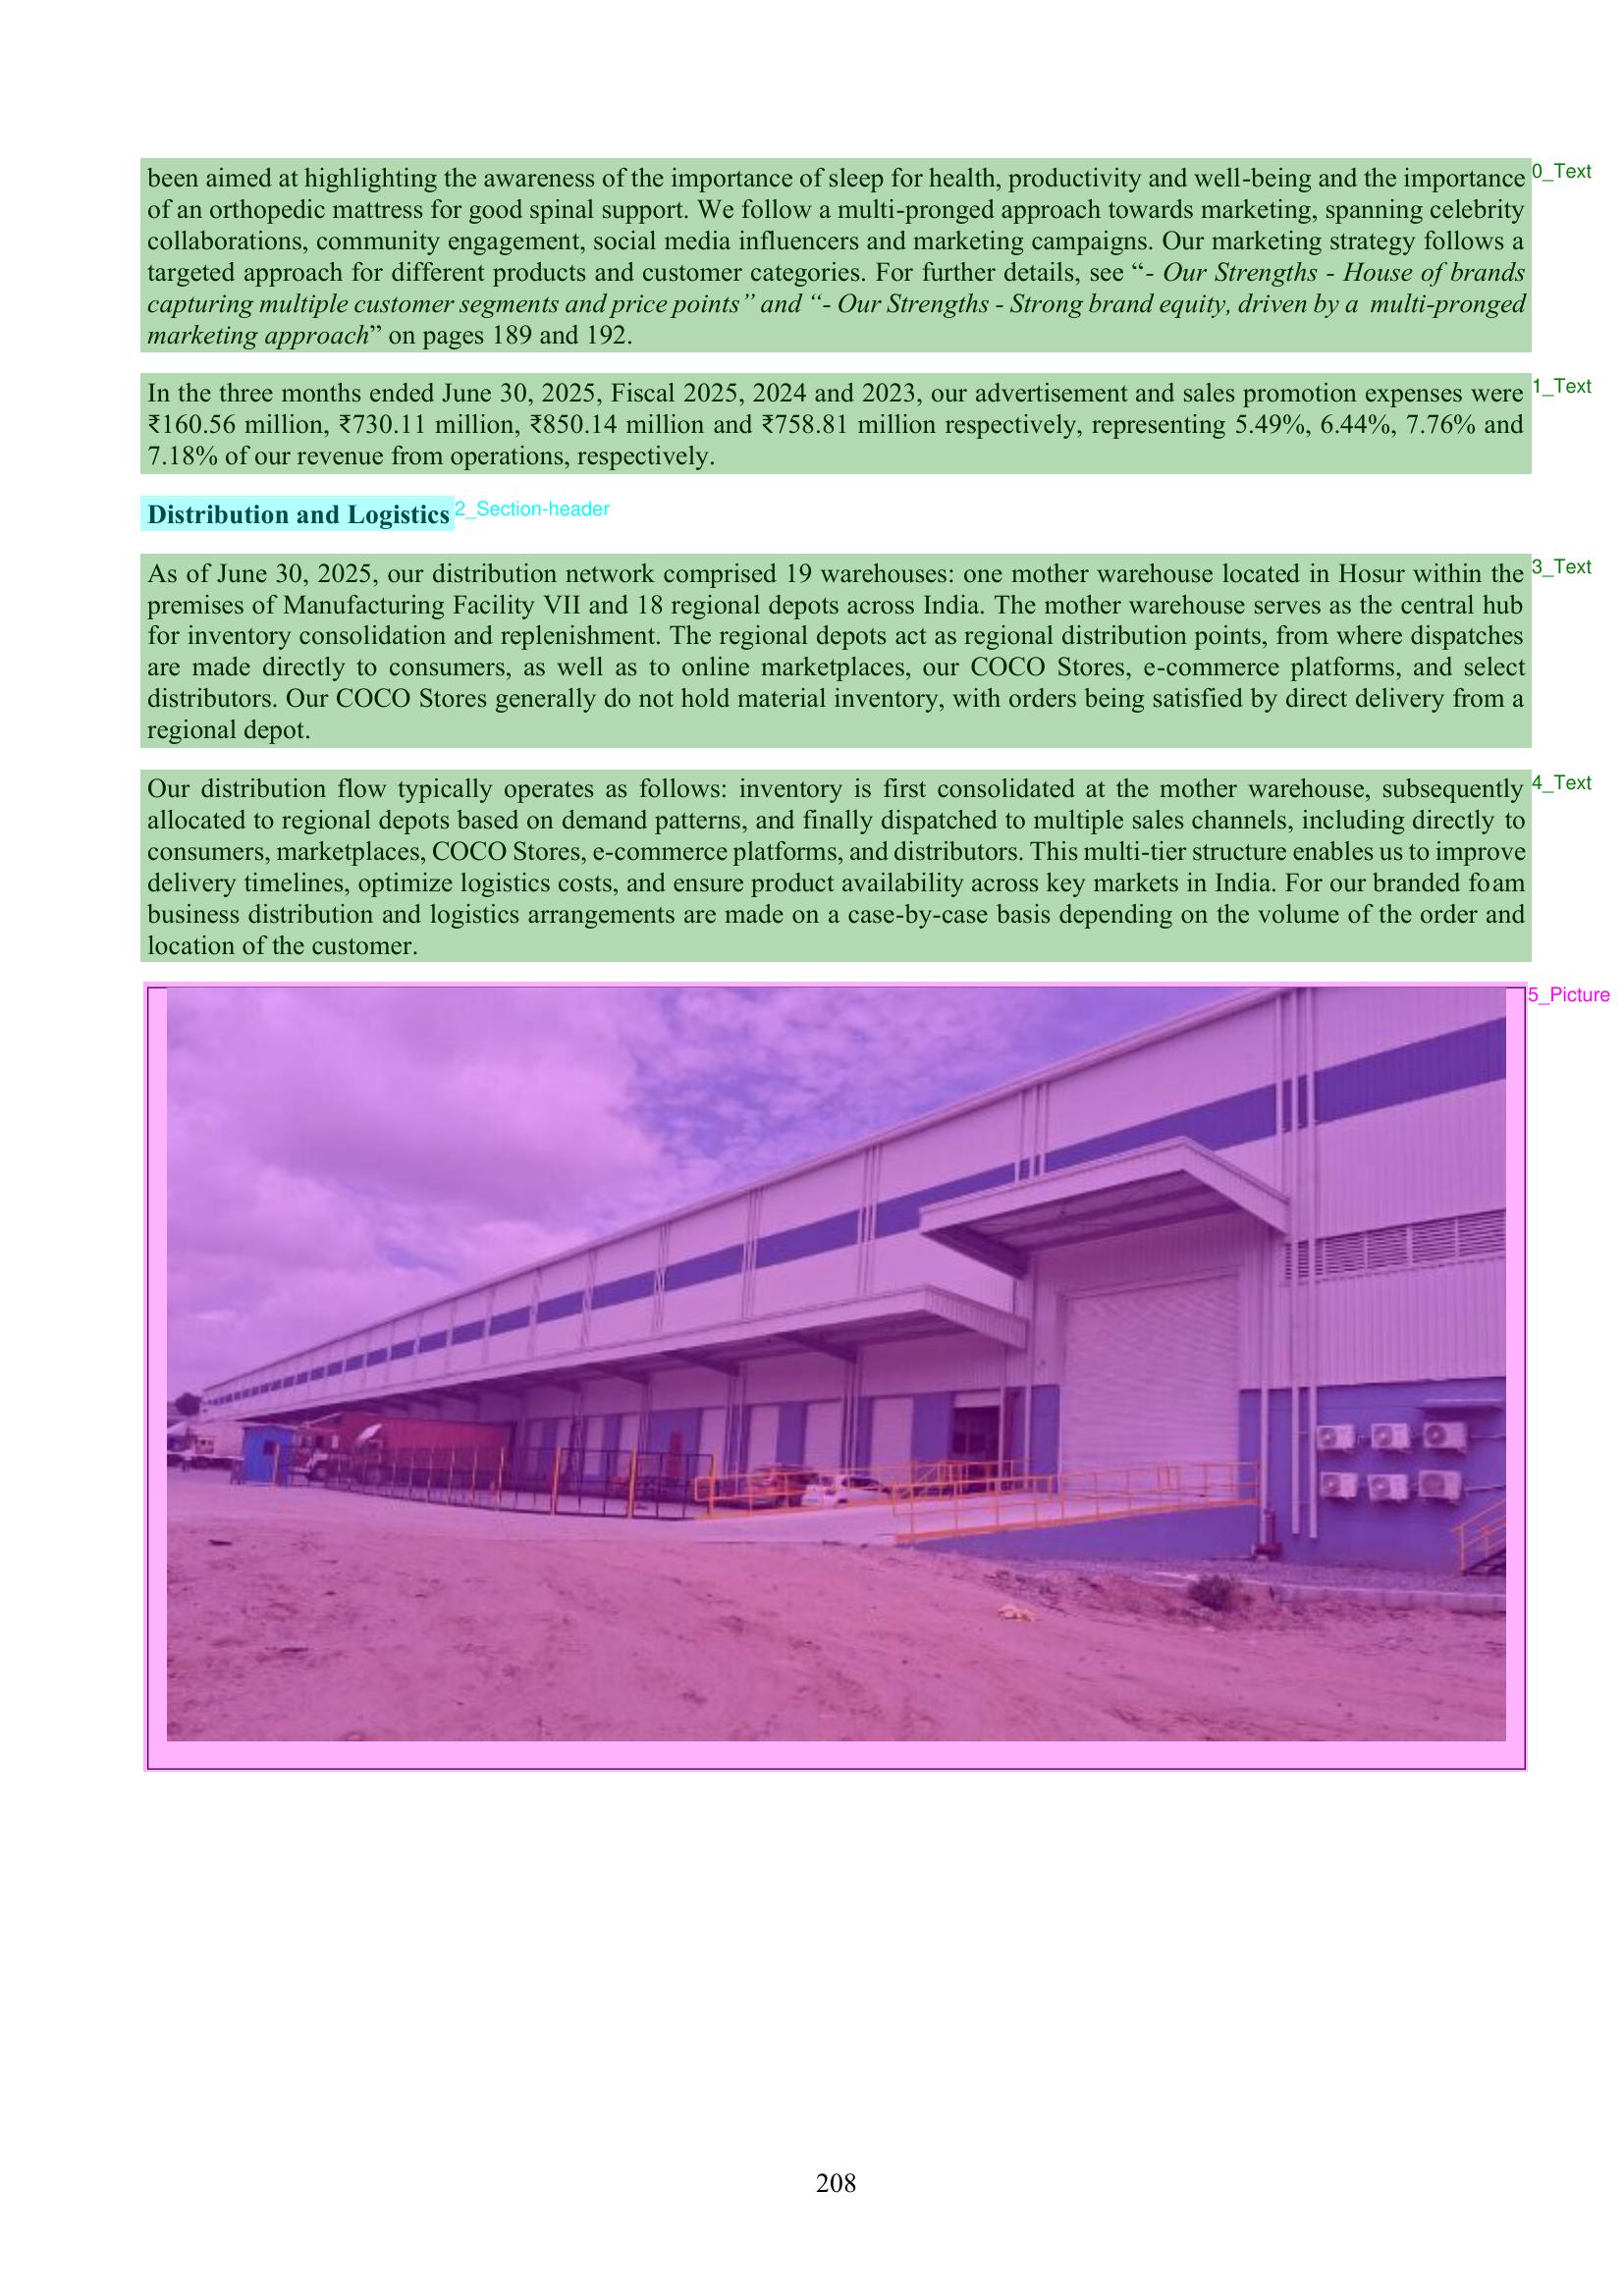 been aimed at highlighting the awareness of the importance of sleep for health, productivity and well-being and the importance
0_Text
of an orthopedic mattress for good spinal support. We follow a multi-pronged approach towards marketing, spanning celebrity
collaborations, community engagement, social media influencers and marketing campaigns. Our marketing strategy follows a
targeted approach for different products and customer categories. For further details, see “- Our Strengths - House of brands
capturing multiple customer segments and price points” and “- Our Strengths - Strong brand equity, driven by a multi-pronged
marketing approach” on pages 189 and 192.
In the three months ended June 30, 2025, Fiscal 2025, 2024 and 2023, our advertisement and sales promotion expenses were
1_Text
₹160.56 million, ₹730.11 million, ₹850.14 million and ₹758.81 million respectively, representing 5.49%, 6.44%, 7.76% and
7.18% of our revenue from operations, respectively.
Distribution and Logistics
2_Section-header
As of June 30, 2025, our distribution network comprised 19 warehouses: one mother warehouse located in Hosur within the
3_Text
premises of Manufacturing Facility VII and 18 regional depots across India. The mother warehouse serves as the central hub
for inventory consolidation and replenishment. The regional depots act as regional distribution points, from where dispatches
are made directly to consumers, as well as to online marketplaces, our COCO Stores, e-commerce platforms, and select
distributors. Our COCO Stores generally do not hold material inventory, with orders being satisfied by direct delivery from a
regional depot.
Our distribution flow typically operates as follows: inventory is first consolidated at the mother warehouse, subsequently
4_Text
allocated to regional depots based on demand patterns, and finally dispatched to multiple sales channels, including directly to
consumers, marketplaces, COCO Stores, e-commerce platforms, and distributors. This multi-tier structure enables us to improve
delivery timelines, optimize logistics costs, and ensure product availability across key markets in India. For our branded foam
business distribution and logistics arrangements are made on a case-by-case basis depending on the volume of the order and
location of the customer.
5_Picture
208